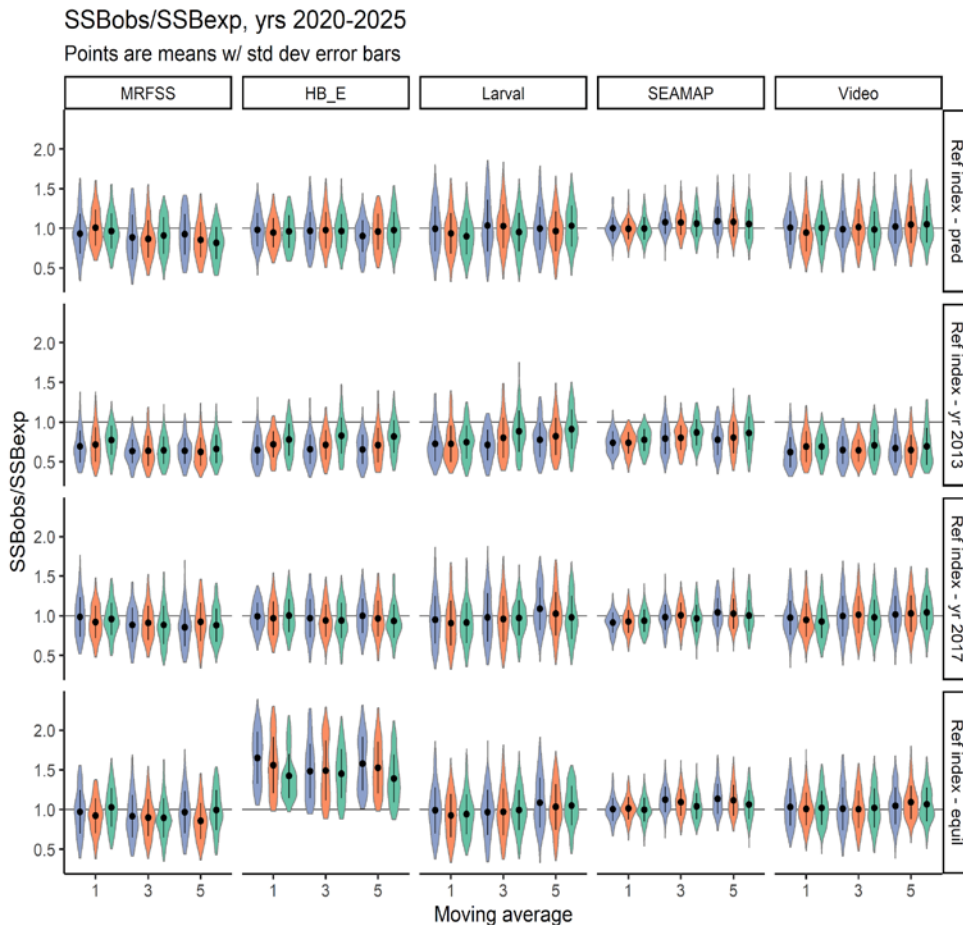 SSBobs/SSBexp, yrs 2020-2025
Points are means w/ std dev error bars
MRFSS
HB_E
Larval
SEAMAP
Video
SSBobs/SSBexp
2.0
1.5
1.0
0.5
Ref index - pred
2.0
1.5
1.0
0.5
Ref index - yr 2013
2.0
1.5
1.0
0.5
Ref index - yr 2017
2.0
1.5
1.0
0.5
Ref index - equil
1 3 5 1 3 5 1 3 5 1 3 5 1 3 5
Moving average